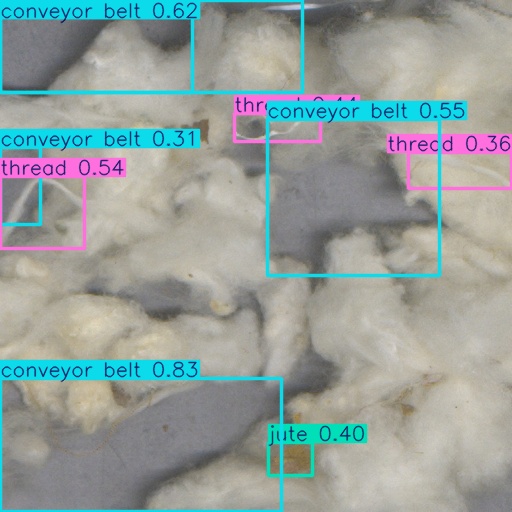 conveyor belt 0.62
thread 0.44
conveyor belt 0.55
conveyor belt 0.31
thread 0.36
thread 0.54
conveyor belt 0.83
jute 0.40